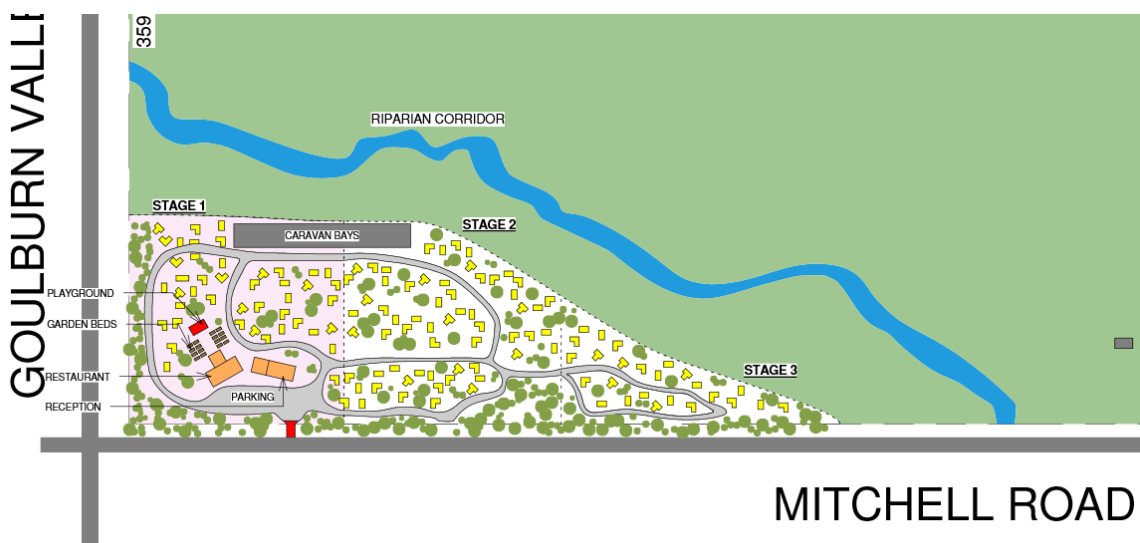 GOULBURN VALLE
359
RIPARIAN CORRIDOR
STAGE 1
STAGE 2
CARAVAN BAYS
PLAYGROUND
GARDEN BEDS
RESTAURANT
STAGE 3
PARKING
RECEPTION
MITCHELL ROAD